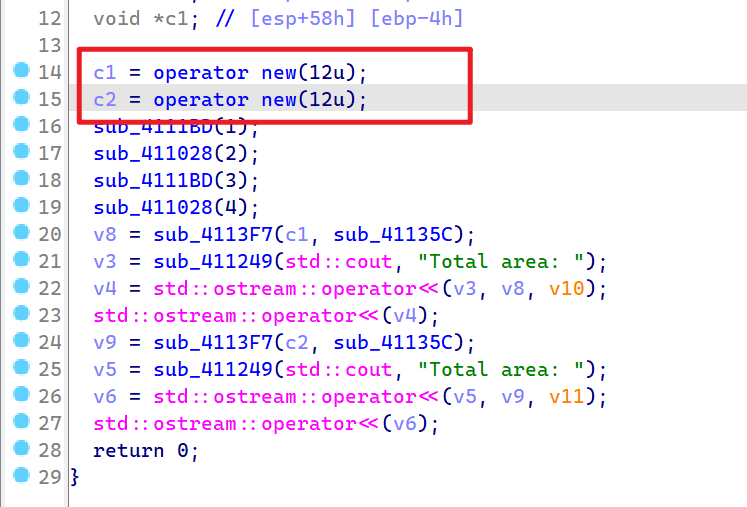 12 void *c1; // [esp+58h] [ebp-4h]
13
14 c1 = operator new(12u);
15 c2 = operator new(12u);
16 sub_4111BD(1);
17 sub_411028(2);
18 sub_4111BD(3);
19 sub_411028(4);
20 v8 = sub_4113F7(c1, sub_41135C);
21 v3 = sub_411249(std::cout, "Total area: ");
22 v4 = std::ostream::operator<<(v3, v8, v10);
23 std::ostream::operator<<(v4);
24 v9 = sub_4113F7(c2, sub_41135C);
25 v5 = sub_411249(std::cout, "Total area: ");
26 v6 = std::ostream::operator<<(v5, v9, v11);
27 std::ostream::operator<<(v6);
28 return 0;
29 }